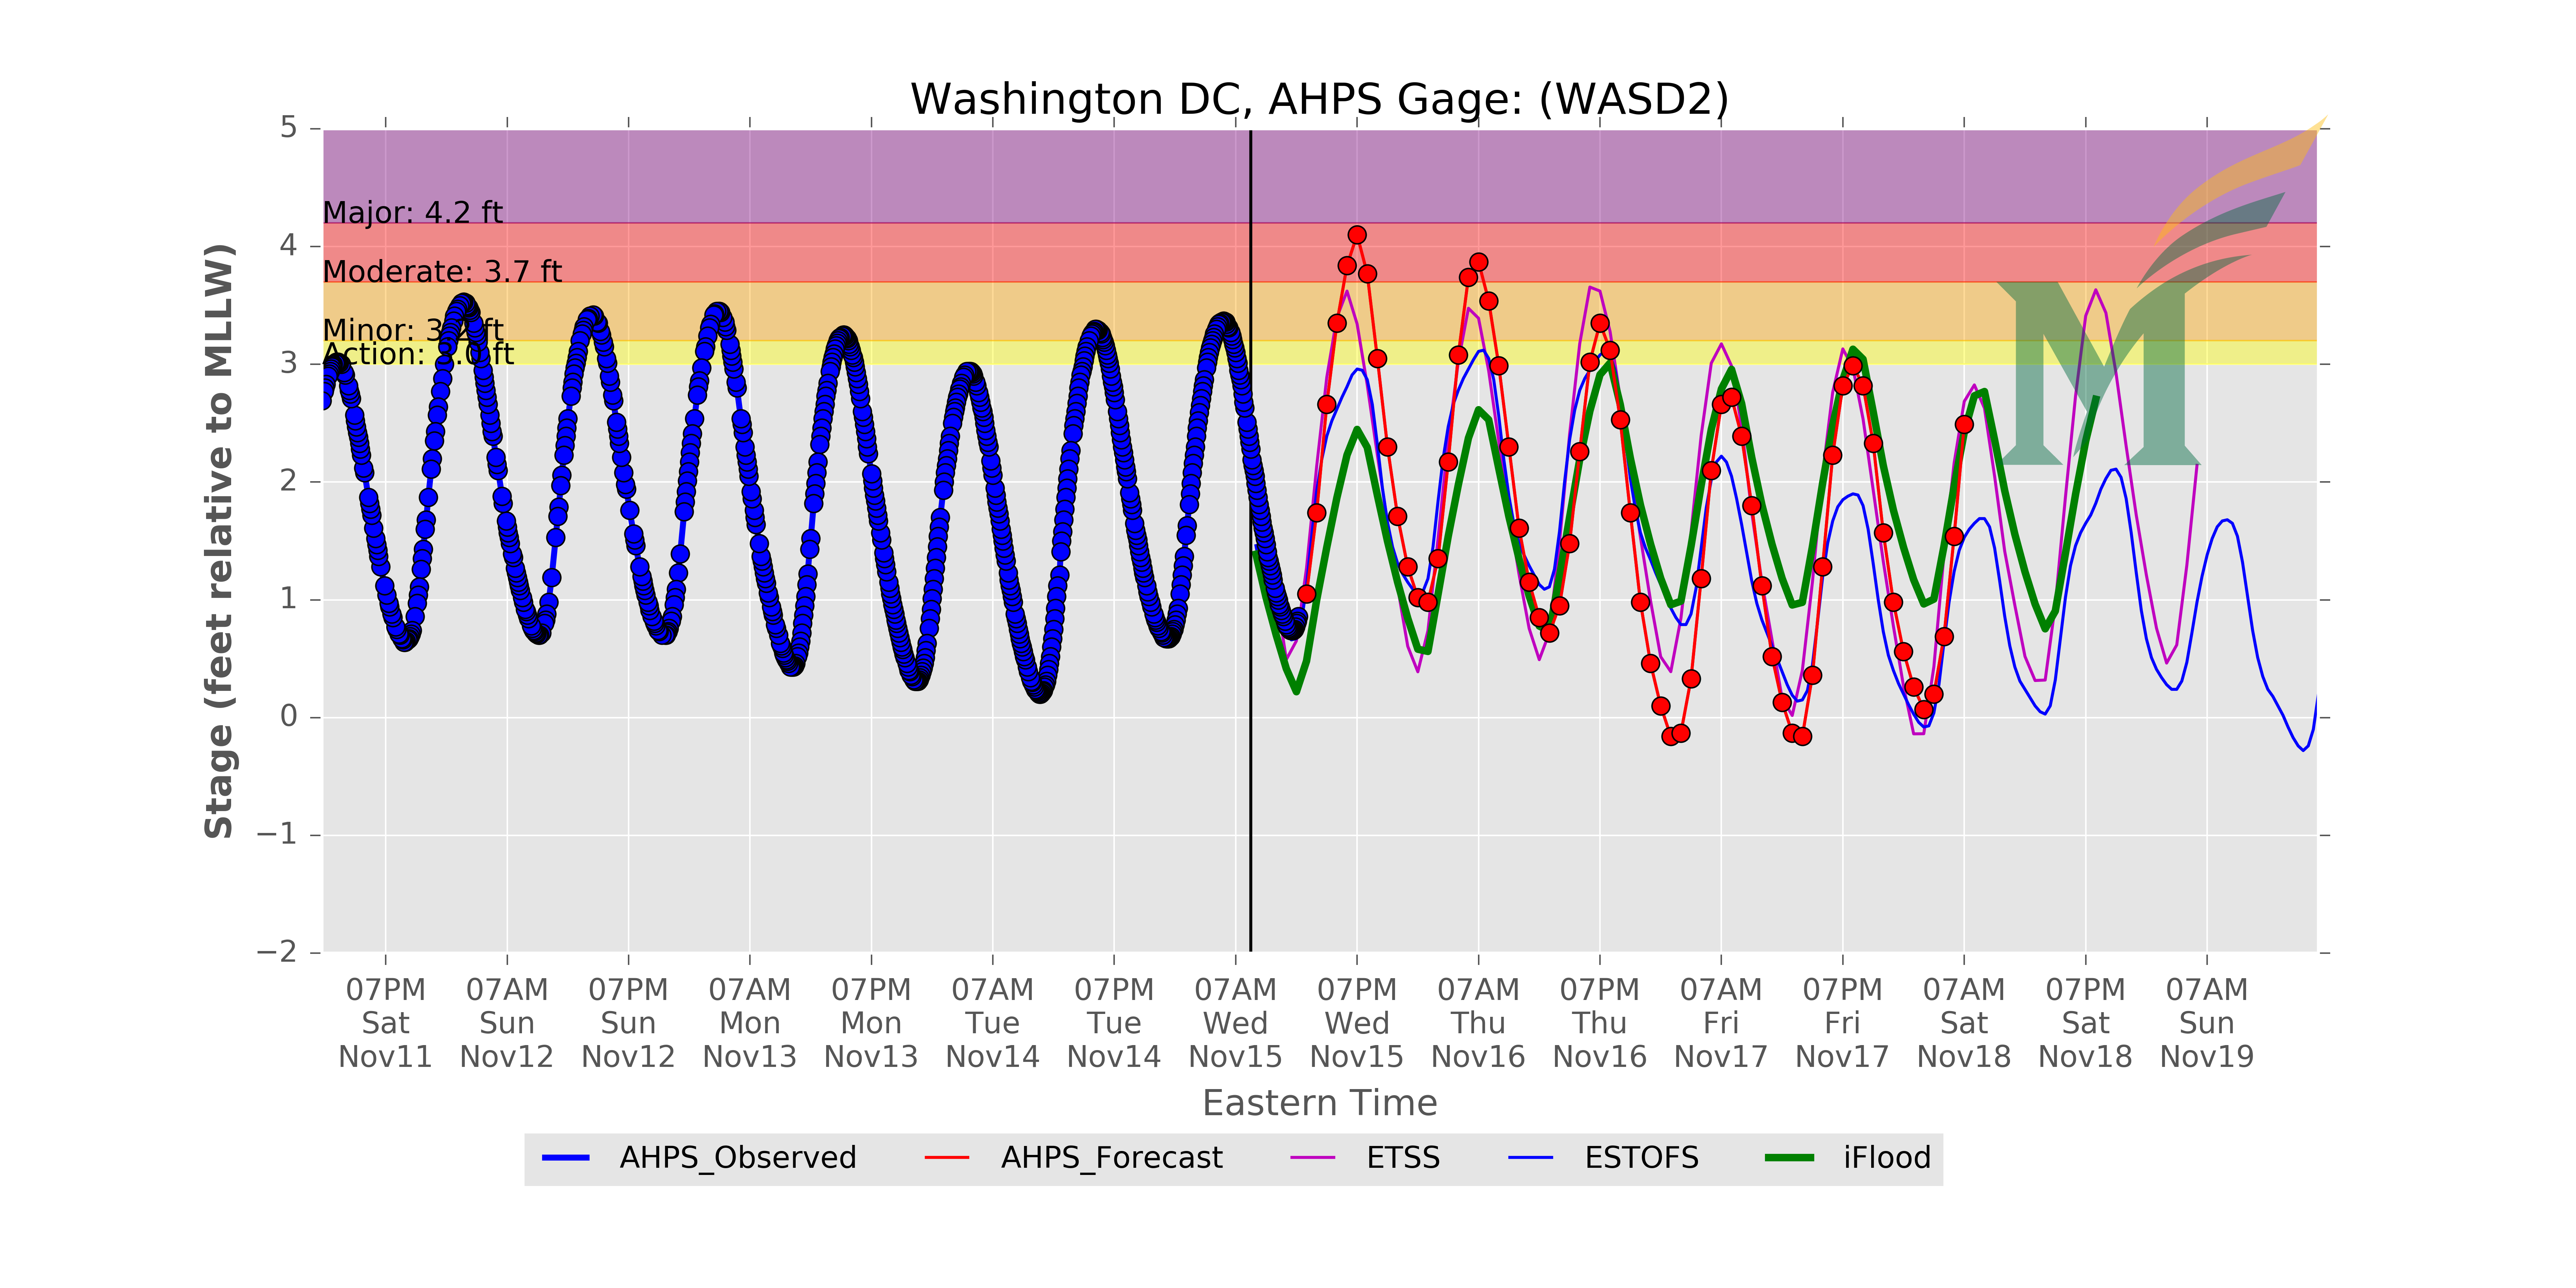 Washington DC, AHPS Gage: (WASD2)
Stage (feet relative to MLLW)
5
4
3
2
1
0
−1
−2
Major: 4.2 ft
Moderate: 3.7 ft
Minor: ft
Action: ft
07PM 07AM 07PM 07AM 07PM 07AM 07PM 07AM 07PM 07AM 07PM 07AM 07PM 07AM 07PM 07AM
Sat Sun Sun Mon Mon Tue Tue Wed Wed Thu Thu Fri Fri Sat Sat Sun
Nov11 Nov12 Nov12 Nov13 Nov13 Nov14 Nov14 Nov15 Nov15 Nov16 Nov16 Nov17 Nov17 Nov18 Nov18 Nov19
Eastern Time
AHPS_Observed AHPS_Forecast ETSS ESTOFS iFlood